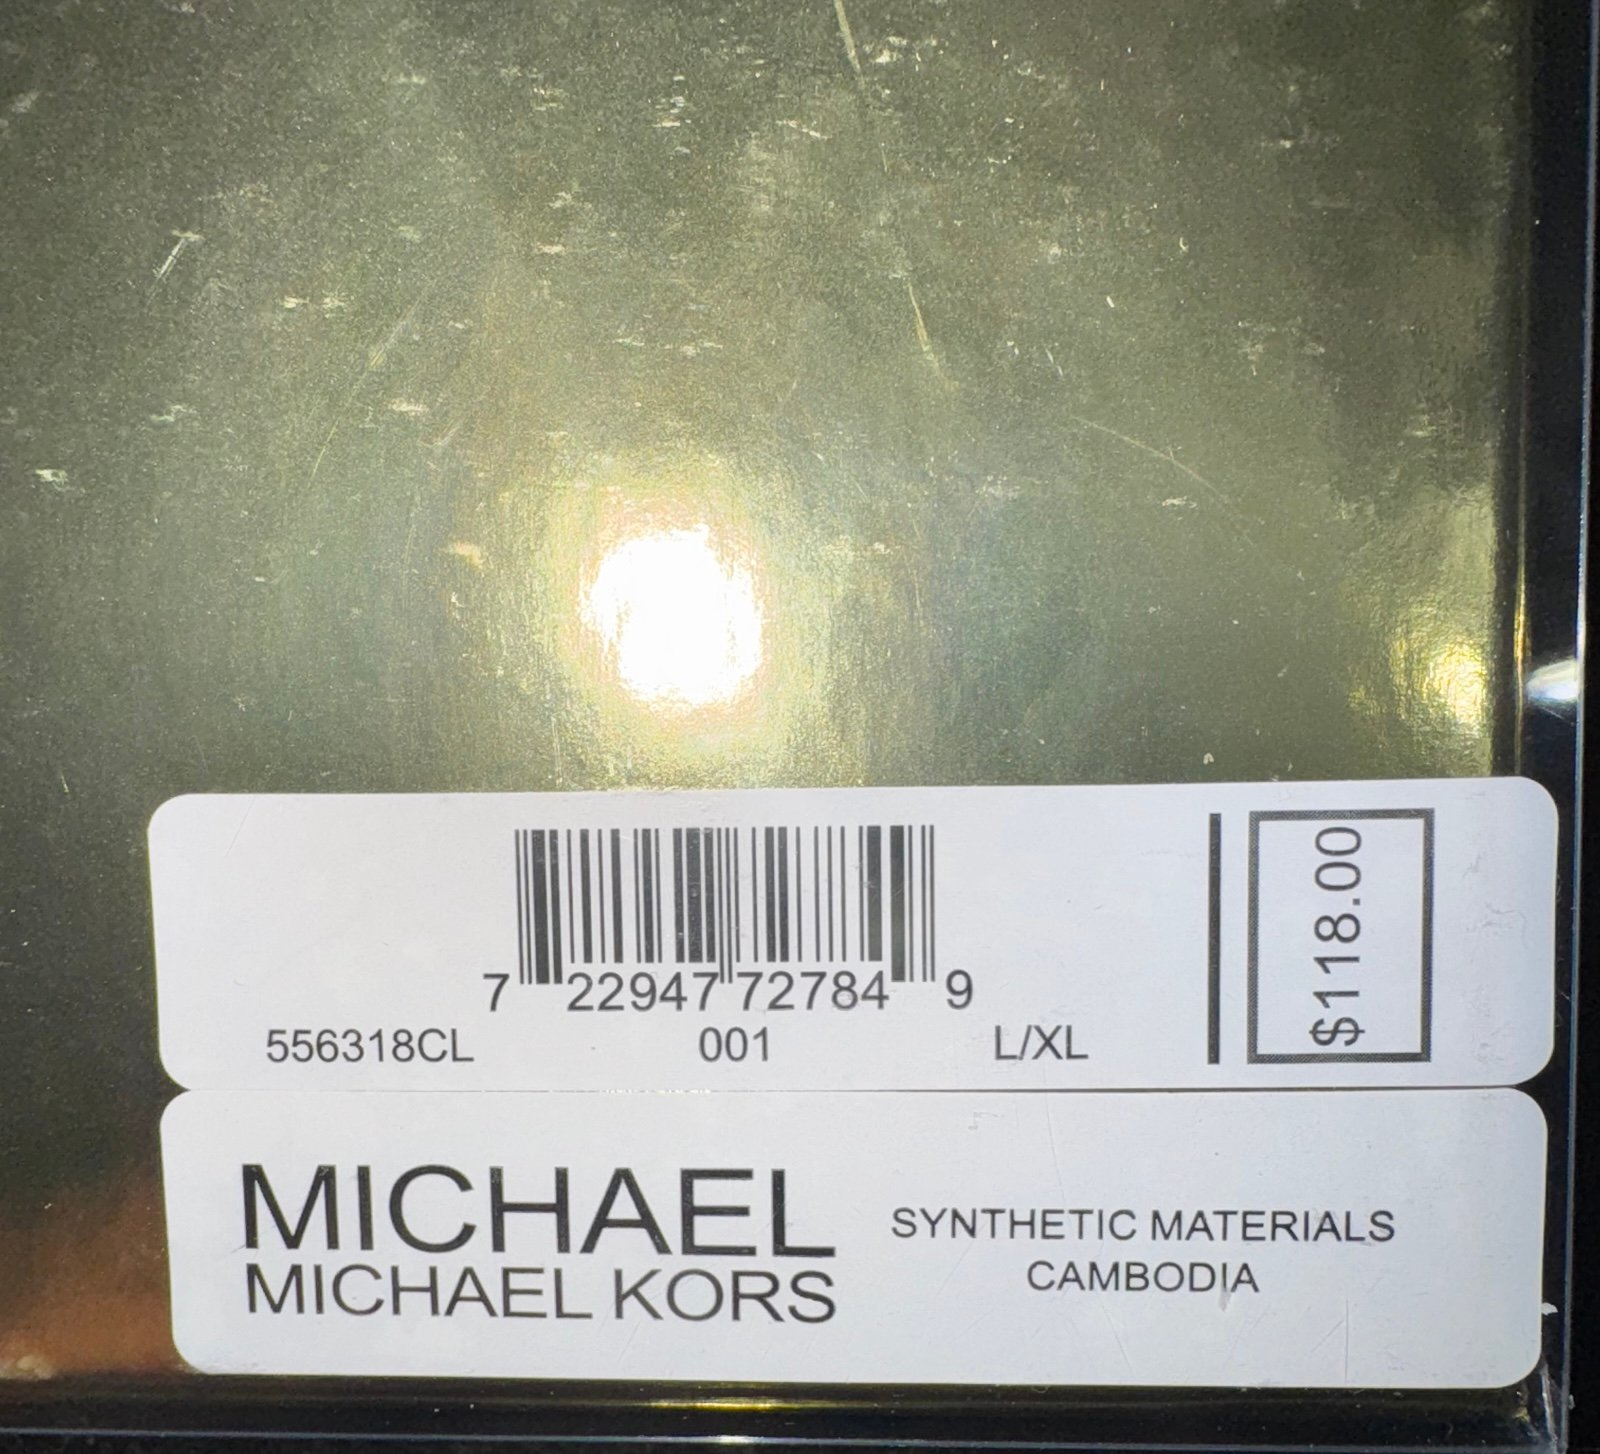 7 22947 72784 9
556318CL 001 L/XL
$118.00
MICHAEL
MICHAEL KORS
SYNTHETIC MATERIALS
CAMBODIA